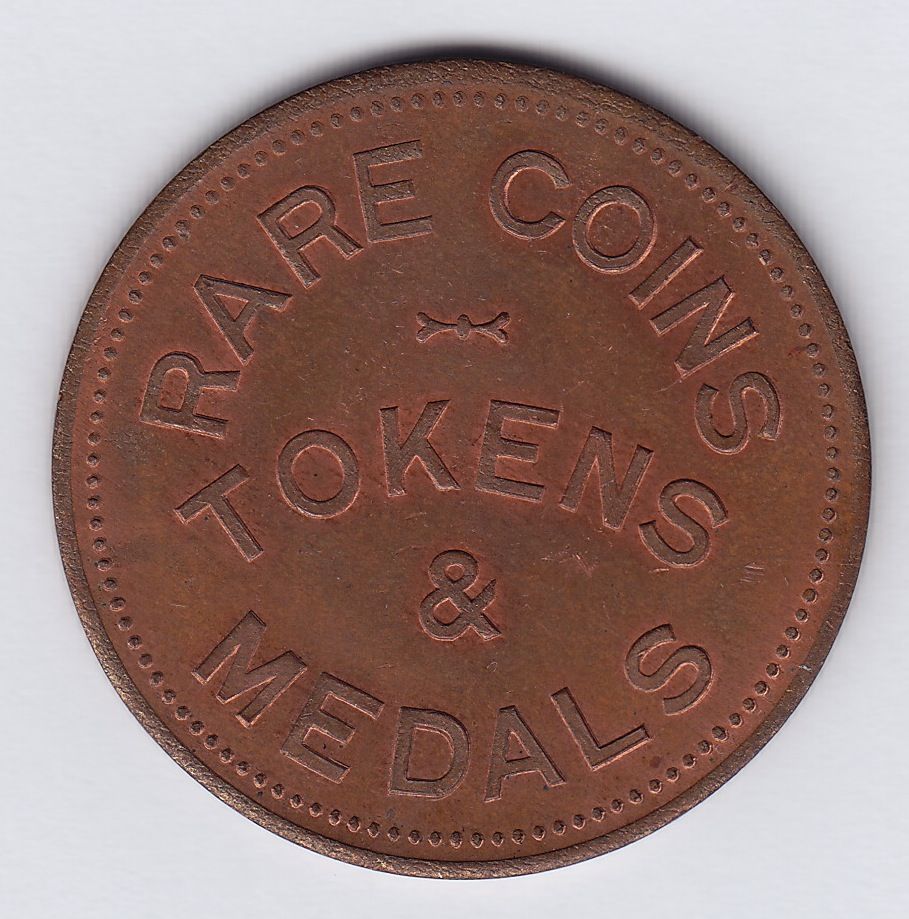 RARE COINS
TOKENS
&
MEDALS